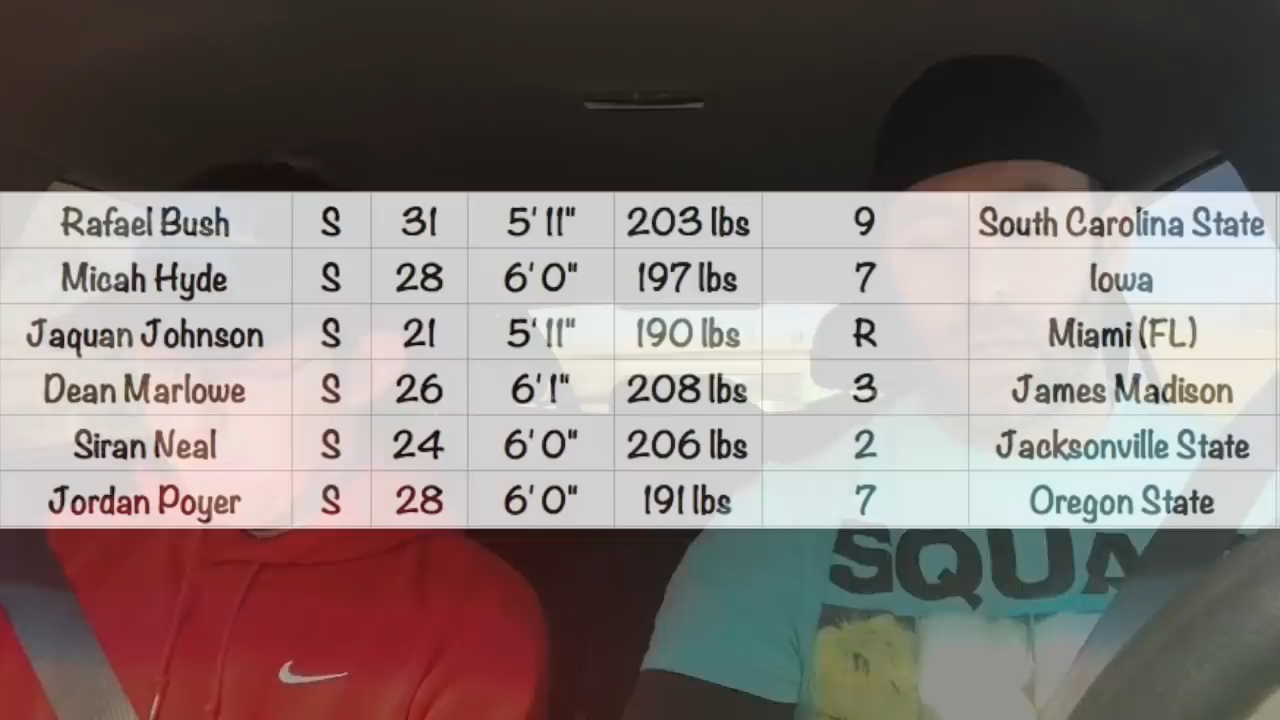 Rafael Bush S 31 5' 11" 203 lbs 9 South Carolina State
Micah Hyde S 28 6' 0" 197 lbs 7 Iowa
Jaquan Johnson S 21 5' 11" 190 lbs R Miami (FL)
Dean Marlowe S 26 6' 1" 208 lbs 3 James Madison
Siran Neal S 24 6' 0" 206 lbs 2 Jacksonville State
Jordan Poyer S 28 6' 0" 191 lbs 7 Oregon State